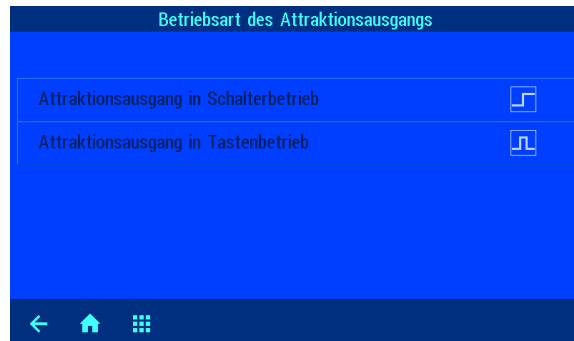 Betriebsart des Attraktionsausgangs
Attraktionsausgang in Schalterbetrieb
Attraktionsausgang in Tastenbetrieb